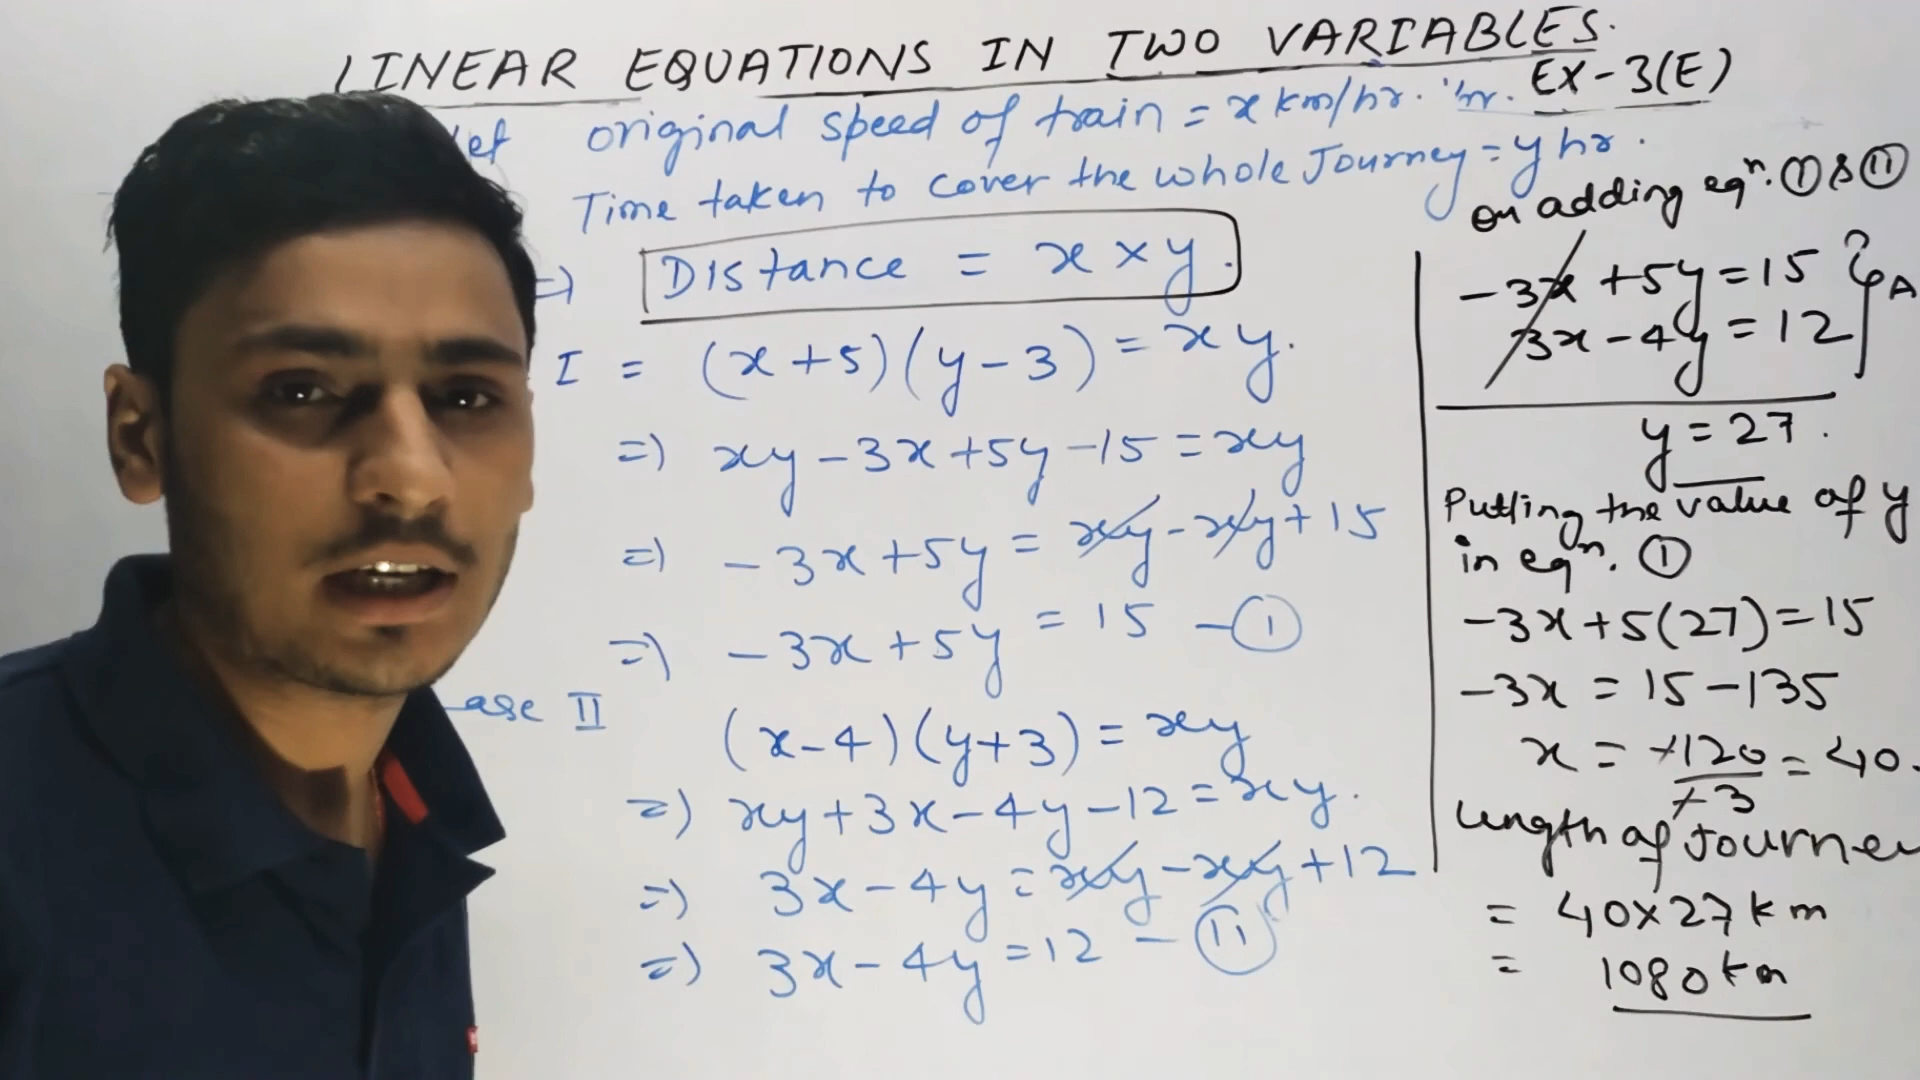 LINEAR EQUATIONS IN TWO VARIABLES.
EX-3(E)
original speed of train = x km/hr.
Time taken to cover the whole Journey = y hr.
=) Distance = x × y.
I = (x+5)(y-3) = xy.
=) xy-3x+5y-15 = xy
=) -3x+5y = xy-xy+15
=) -3x+5y = 15 - ①
ase II
(x-4)(y+3) = xy
=) xy+3x-4y-12 = xy.
=) 3x-4y = xy-xy+12
=) 3x-4y = 12 - ⑪
on adding eqⁿ. ① & ⑪
-3x+5y = 15
3x-4y = 12
A
y = 27.
Putting the value of y
in eqⁿ. ①
-3x+5(27) = 15
-3x = 15-135
x = -120/-3 = 40.
length of Journey
= 40×27 km
= 1080 km